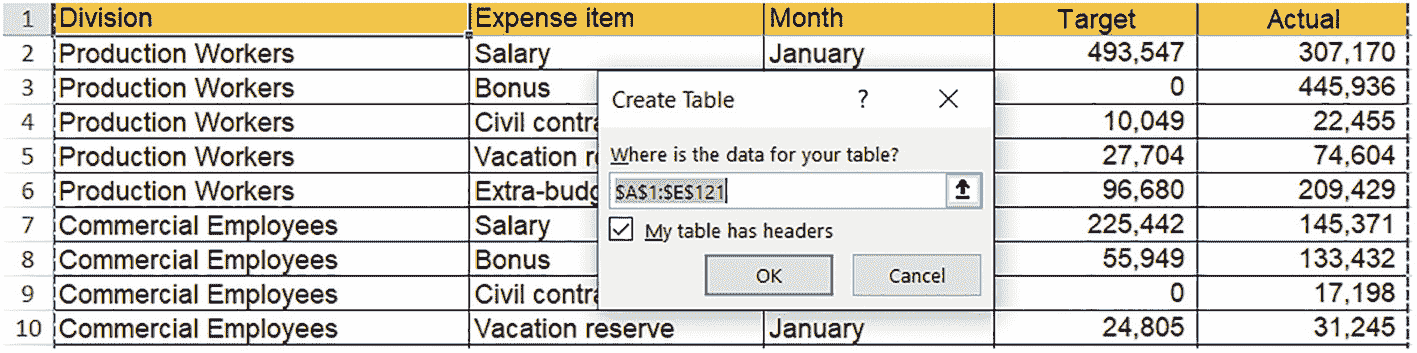 1 Division Expense item Month Target Actual
2 Production Workers Salary January 493,547 307,170
3 Production Workers Bonus 0 445,936
Create Table ? ×
4 Production Workers Civil contra 10,049 22,455
Where is the data for your table?
5 Production Workers Vacation r 27,704 74,604
6 Production Workers Extra-budg 96,680 209,429
$A$1:$E$121
7 Commercial Employees Salary 225,442 145,371
My table has headers
8 Commercial Employees Bonus 55,949 133,432
OK Cancel
9 Commercial Employees Civil contra 0 17,198
10 Commercial Employees Vacation reserve January 24,805 31,245